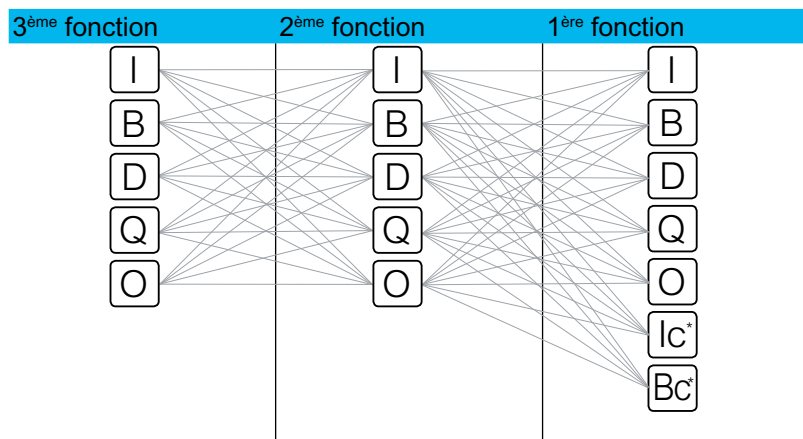 3ème fonction 2ème fonction 1ère fonction
I I I
B B B
D D D
Q Q Q
O O O
Ic*
Bc*